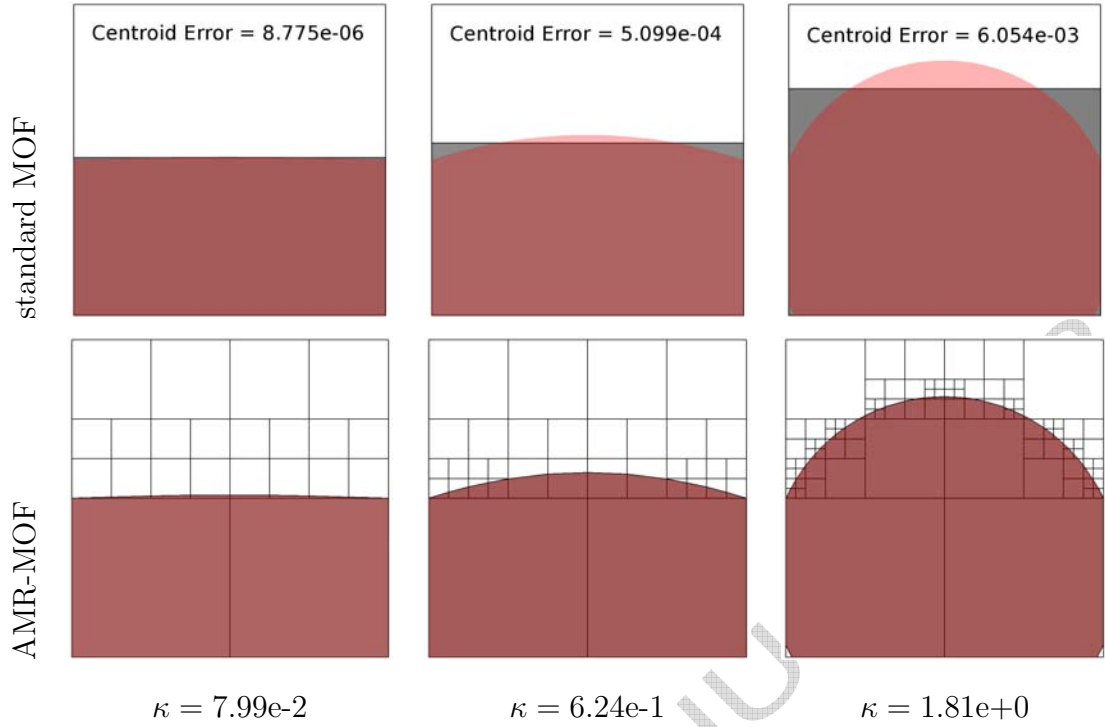 Centroid Error = 8.775e-06
Centroid Error = 5.099e-04
Centroid Error = 6.054e-03
standard MOF
AMR-MOF
κ = 7.99e-2
κ = 6.24e-1
κ = 1.81e+0